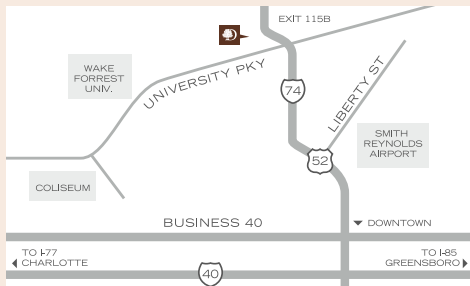 EXIT 115B
WAKE
FORREST
UNIV.
UNIVERSITY PKY
74
LIBERTY ST
SMITH
REYNOLDS
AIRPORT
52
COLISEUM
BUSINESS 40
DOWNTOWN
TO I-77
CHARLOTTE
40
TO I-85
GREENSBORO